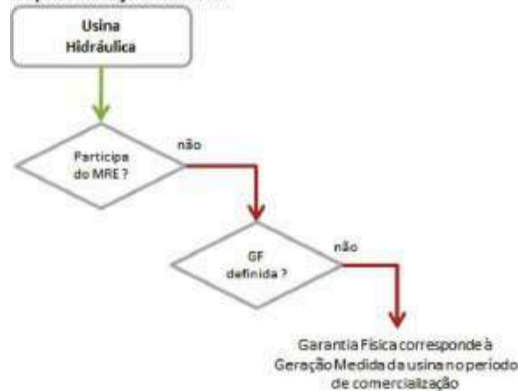 Usina
Hidráulica
Participa
do MRE ?
não
GF
definida ?
não
Garantia Física corresponde à
Geração Medida da usina no período
de comercialização